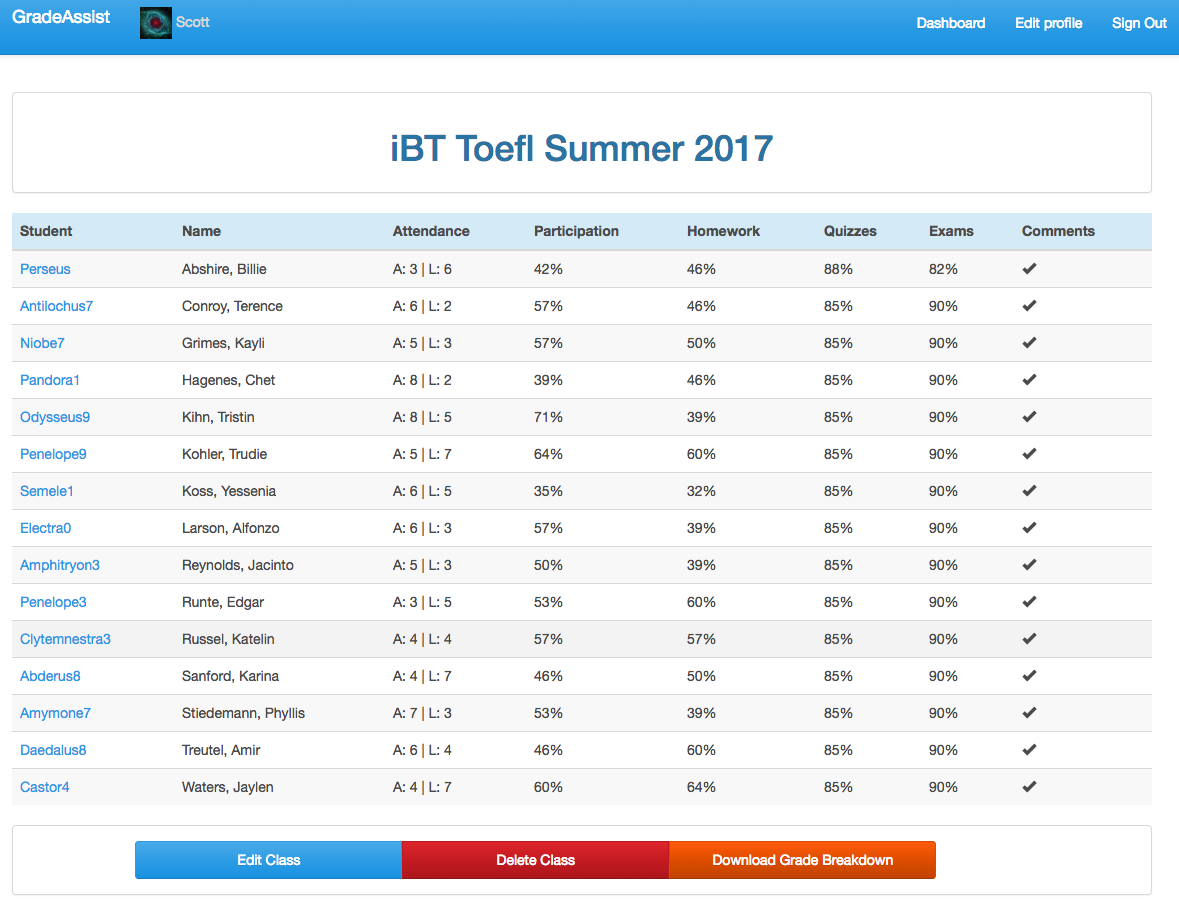 GradeAssist Scott Dashboard Edit profile Sign Out
iBT Toefl Summer 2017
Student Name Attendance Participation Homework Quizzes Exams Comments
Perseus Abshire, Billie A: 3 | L: 6 42% 46% 88% 82% ✔
Antilochus7 Conroy, Terence A: 6 | L: 2 57% 46% 85% 90% ✔
Niobe7 Grimes, Kayli A: 5 | L: 3 57% 50% 85% 90% ✔
Pandora1 Hagenes, Chet A: 8 | L: 2 39% 46% 85% 90% ✔
Odysseus9 Kihn, Tristin A: 8 | L: 5 71% 39% 85% 90% ✔
Penelope9 Kohler, Trudie A: 5 | L: 7 64% 60% 85% 90% ✔
Semele1 Koss, Yessenia A: 6 | L: 5 35% 32% 85% 90% ✔
Electra0 Larson, Alfonzo A: 6 | L: 3 57% 39% 85% 90% ✔
Amphitryon3 Reynolds, Jacinto A: 5 | L: 3 50% 39% 85% 90% ✔
Penelope3 Runte, Edgar A: 3 | L: 5 53% 60% 85% 90% ✔
Clytemnestra3 Russel, Katelin A: 4 | L: 4 57% 57% 85% 90% ✔
Abderus8 Sanford, Karina A: 4 | L: 7 46% 50% 85% 90% ✔
Amymone7 Stiedemann, Phyllis A: 7 | L: 3 53% 39% 85% 90% ✔
Daedalus8 Treutel, Amir A: 6 | L: 4 46% 60% 85% 90% ✔
Castor4 Waters, Jaylen A: 4 | L: 7 60% 64% 85% 90% ✔
Edit Class Delete Class Download Grade Breakdown